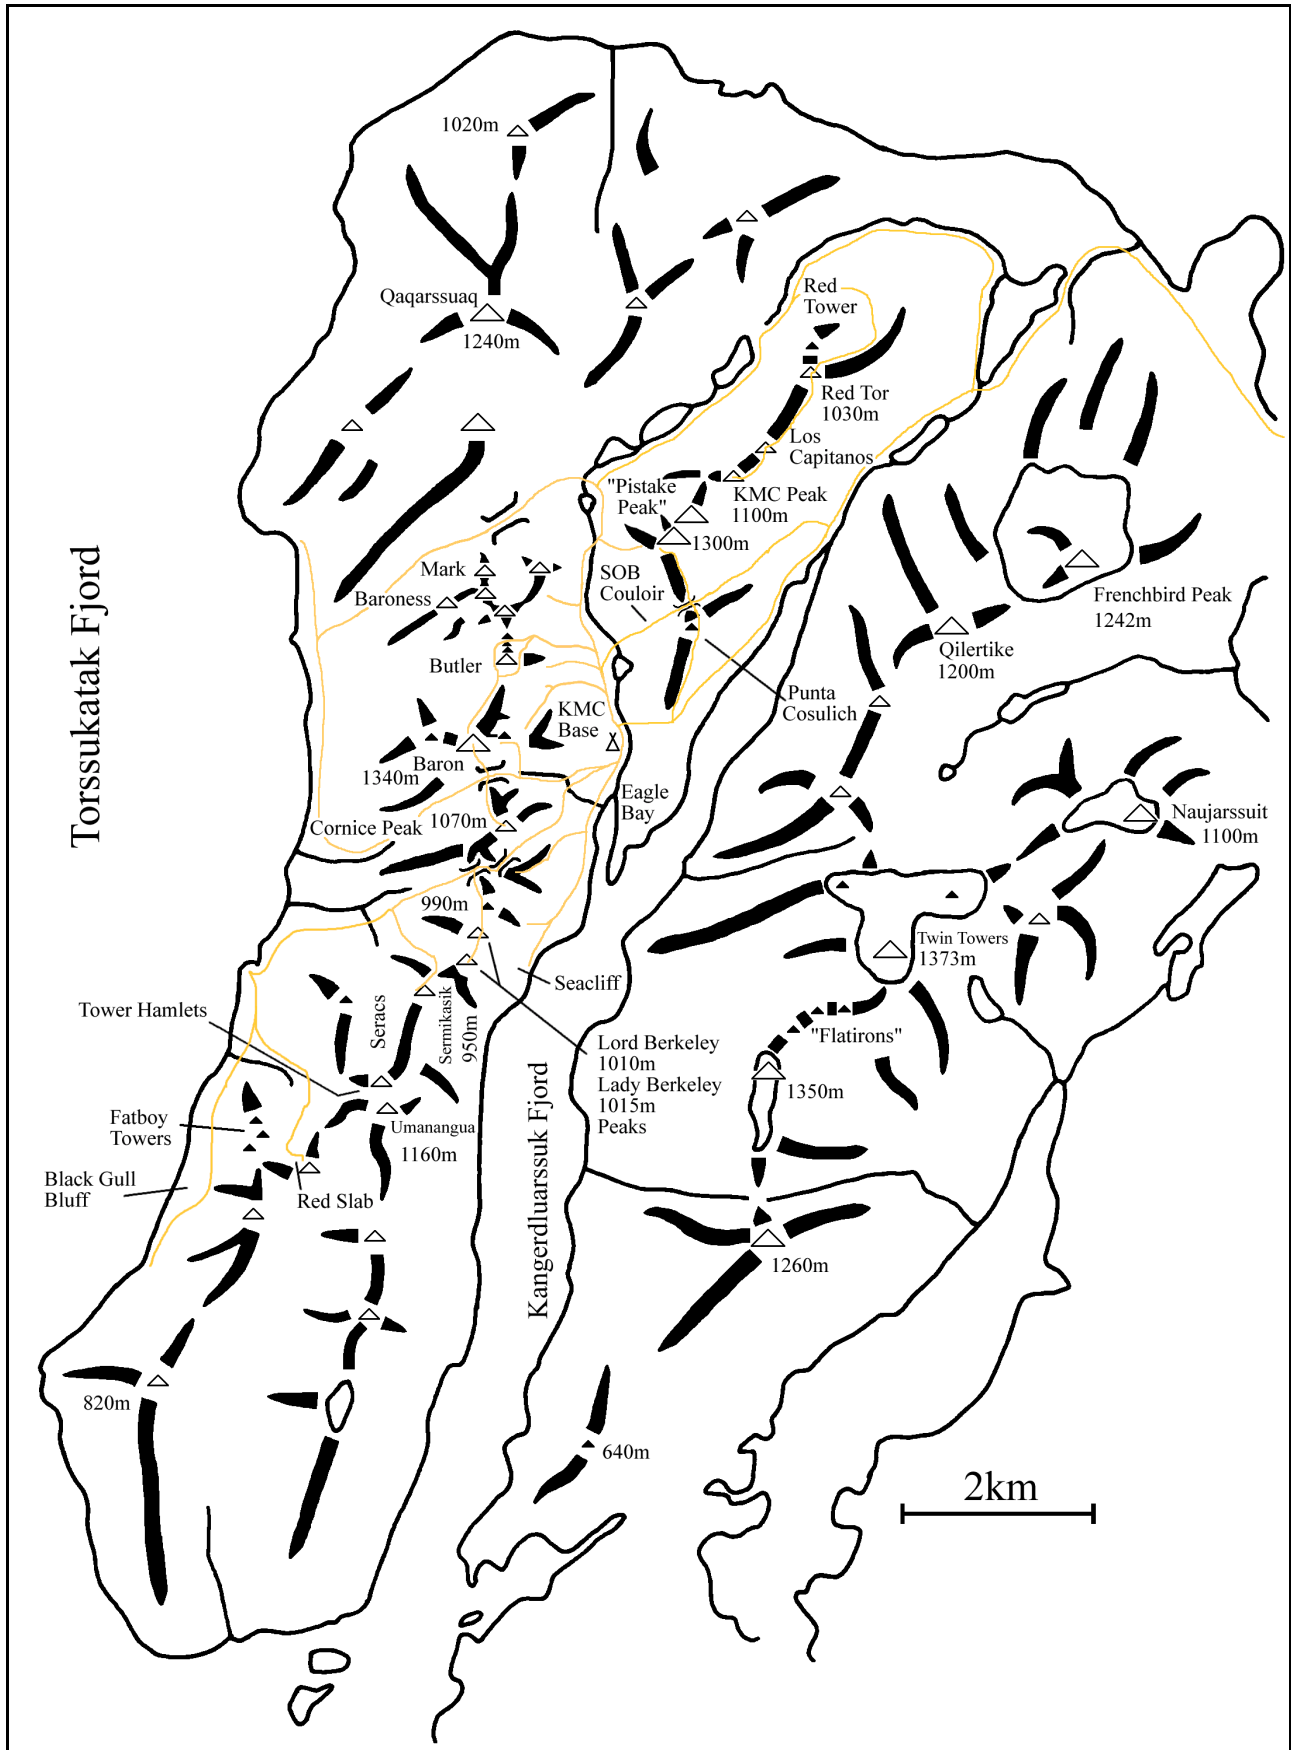 1020m
Qaqarssuaq
1240m
Red
Tower
Red Tor
1030m
Los
Capitanos
"Pistake
Peak"
KMC Peak
1100m
1300m
Mark
Baroness
SOB
Couloir
Butler
Torssukatak Fjord
Frenchbird Peak
1242m
Qilertike
1200m
Punta
Cosulich
KMC
Base
Baron
1340m
Eagle
Bay
Cornice Peak
1070m
Naujarssuit
1100m
990m
Twin Towers
1373m
Seacliff
Tower Hamlets
Seracs
Sermikasik
950m
Lord Berkeley
1010m
Lady Berkeley
1015m
Peaks
"Flatirons"
1350m
Fatboy
Towers
Umanangua
1160m
Black Gull
Bluff
Red Slab
Kangerdluarssuk Fjord
1260m
820m
640m
2km